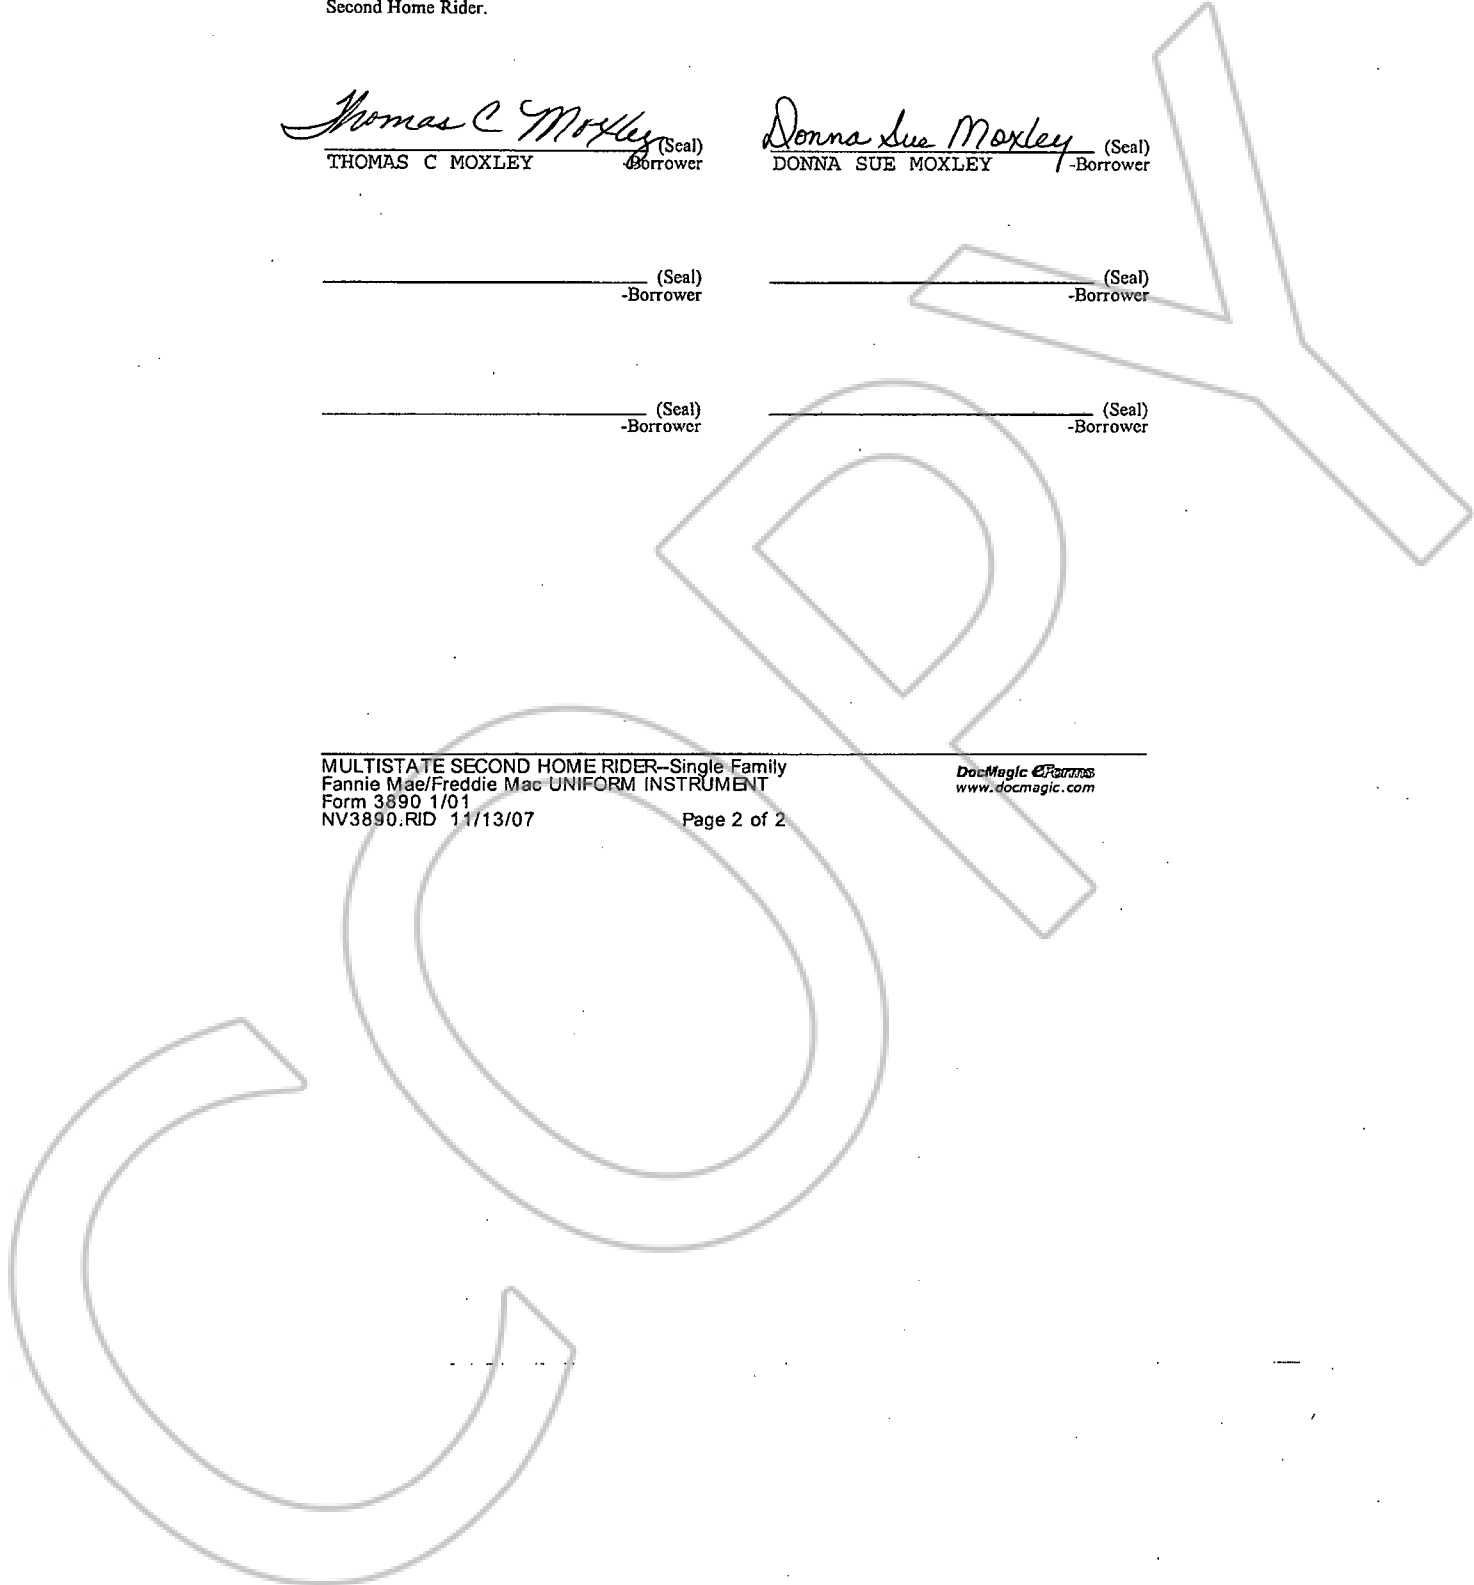 Second Home Rider.
Thomas C Moxley (Seal) Donna Sue Moxley (Seal)
THOMAS C MOXLEY -Borrower DONNA SUE MOXLEY -Borrower
(Seal) (Seal)
-Borrower -Borrower
(Seal) (Seal)
-Borrower -Borrower
MULTISTATE SECOND HOME RIDER--Single Family DocMagic eForms
Fannie Mae/Freddie Mac UNIFORM INSTRUMENT www.docmagic.com
Form 3890 1/01
NV3890.RID 11/13/07 Page 2 of 2
COPY